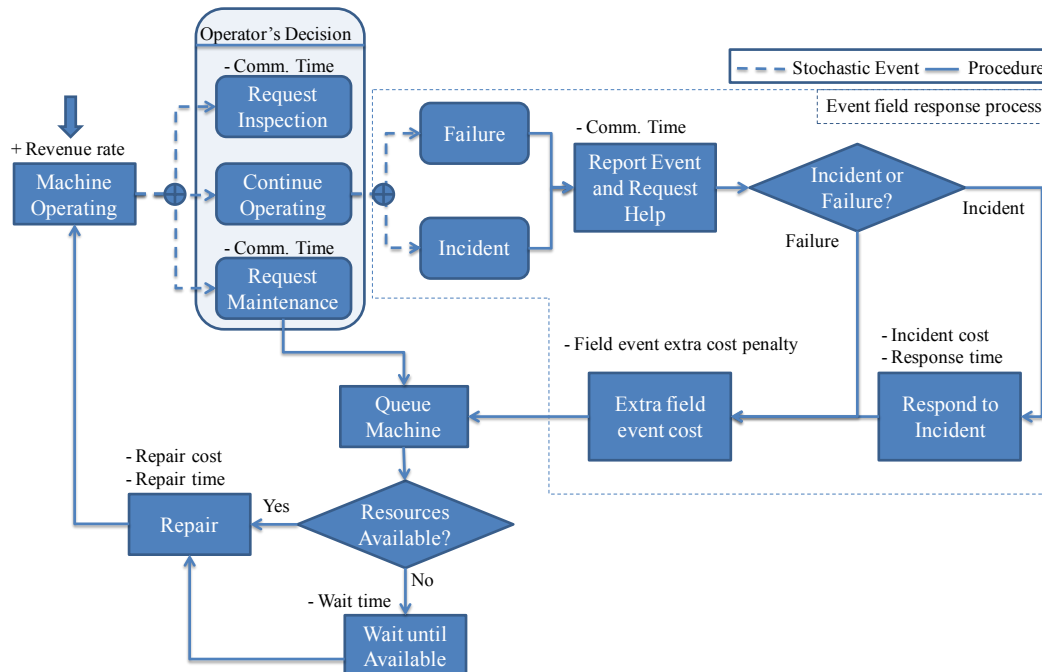 Operator's Decision
- Comm. Time
Request
Inspection
Stochastic Event
Procedure
Event field response process
+ Revenue rate
Machine
Operating
Continue
Operating
Failure
Incident
- Comm. Time
Report Event
and Request
Help
Incident or
Failure?
Incident
Failure
- Comm. Time
Request
Maintenance
- Field event extra cost penalty
Extra field
event cost
- Incident cost
- Response time
Respond to
Incident
Queue
Machine
Resources
Available?
Yes
No
- Repair cost
- Repair time
Repair
- Wait time
Wait until
Available